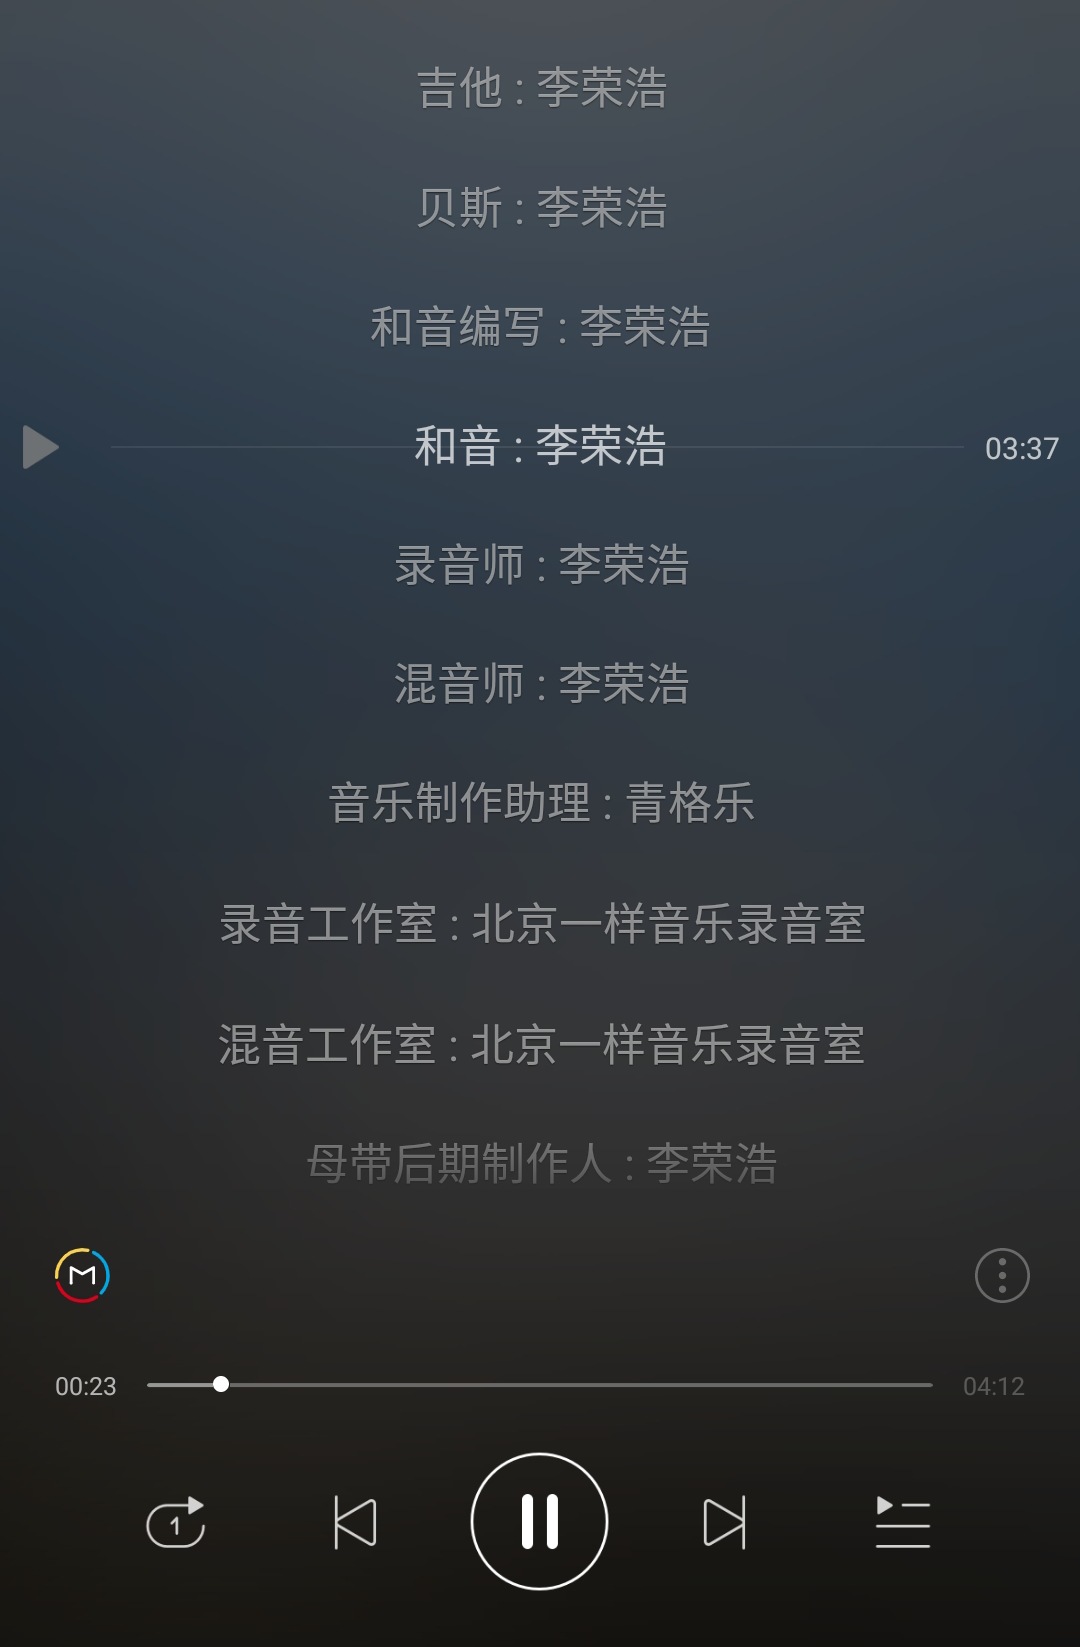 吉他 : 李荣浩
贝斯 : 李荣浩
和音编写 : 李荣浩
和音 : 李荣浩
03:37
录音师 : 李荣浩
混音师 : 李荣浩
音乐制作助理 : 青格乐
录音工作室 : 北京一样音乐录音室
混音工作室 : 北京一样音乐录音室
母带后期制作人 : 李荣浩
M
00:23
04:12
1